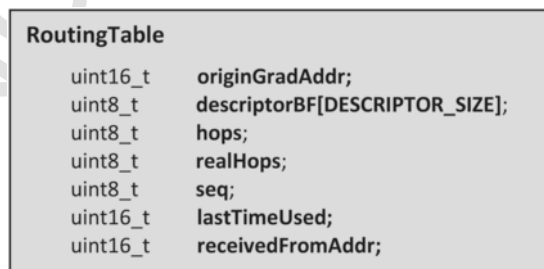 RoutingTable
uint16_t originGradAddr;
uint8_t descriptorBF[DESCRIPTOR_SIZE];
uint8_t hops;
uint8_t realHops;
uint8_t seq;
uint16_t lastTimeUsed;
uint16_t receivedFromAddr;